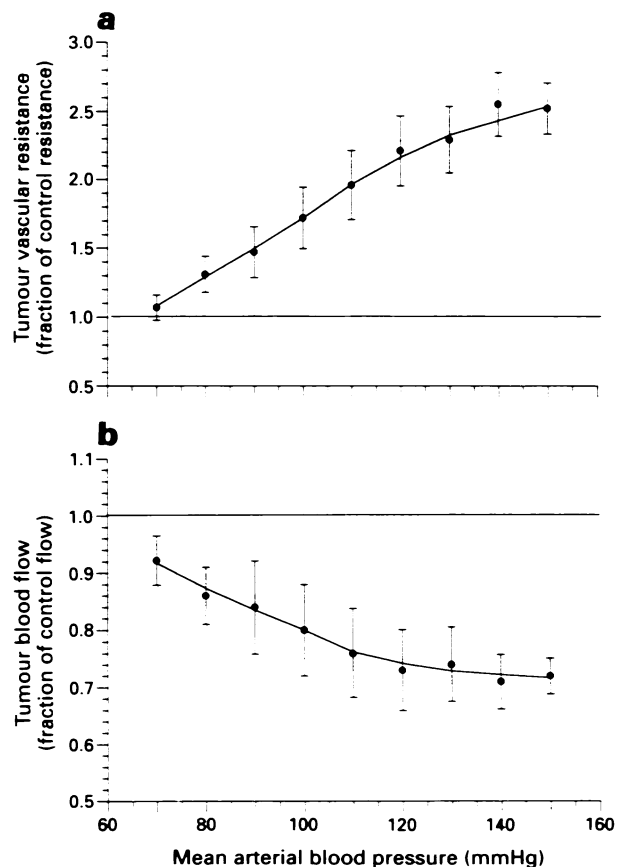 a
Tumour vascular resistance
(fraction of control resistance)
3.0
2.5
2.0
1.5
1.0
0.5
b
Tumour blood flow
(fraction of control flow)
1.1
1.0
0.9
0.8
0.7
0.6
0.5
60 80 100 120 140 160
Mean arterial blood pressure (mmHg)